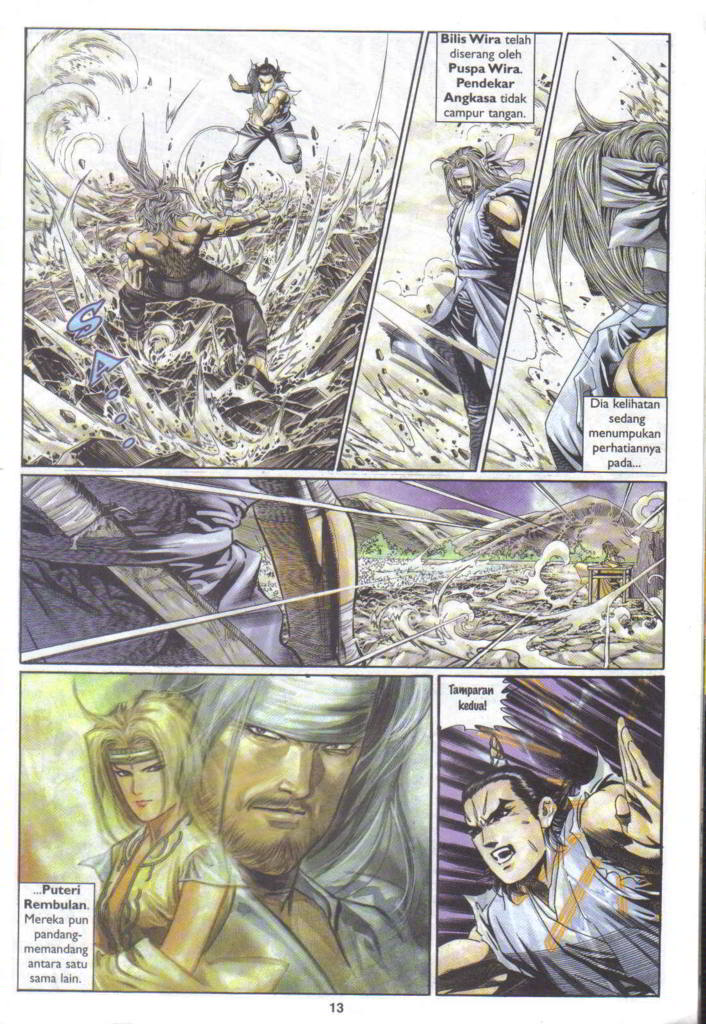 Bilis Wira telah
diserang oleh
Puspa Wira.
Pendekar
Angkasa tidak
campur tangan.
SA...
Dia kelihatan
sedang
menumpukan
perhatiannya
pada...
...Puteri
Rembulan.
Mereka pun
pandang-
memandang
antara satu
sama lain.
Tamparan
kedua!
13